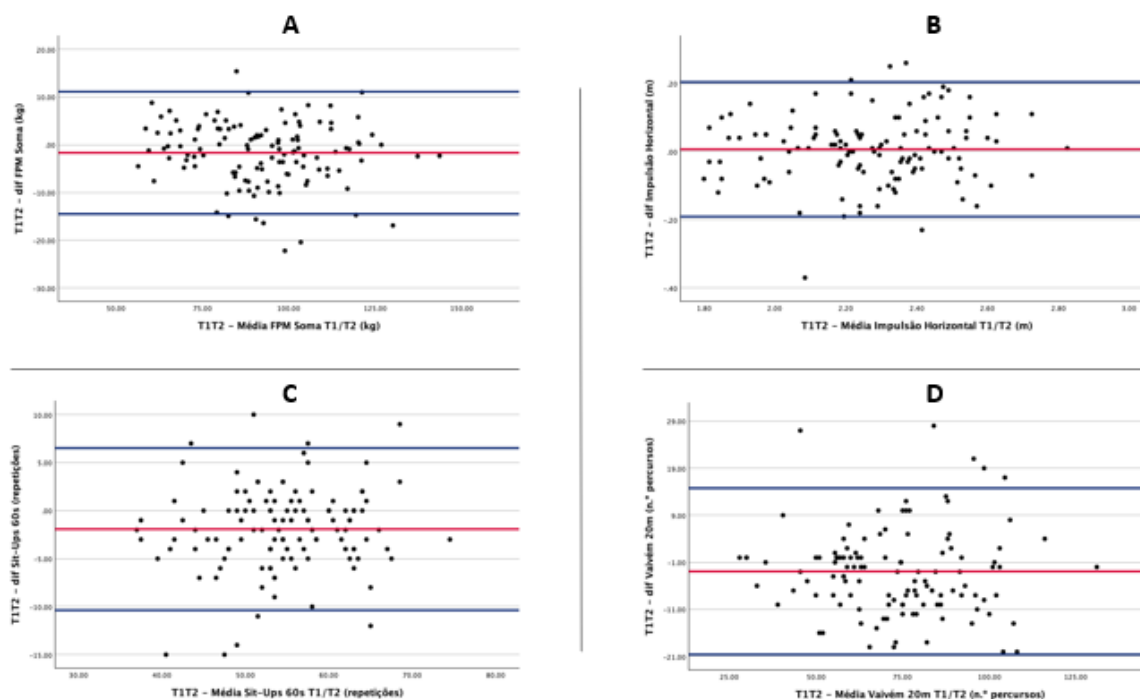 A
20.00
10.00
.00
-10.00
-20.00
-30.00
T1T2 – dif FPM Soma (kg)
50.00 75.00 100.00 127.00 150.00
T1T2 – Média FPM Soma T1/T2 (kg)
B
.20
.00
-.20
-.40
T1T2 – dif Impulsão Horizontal (m)
1.80 2.00 2.20 2.40 2.60 2.80 3.00
T1T2 – Média Impulsão Horizontal T1/T2 (m)
C
10.00
5.00
.00
-5.00
-10.00
-15.00
T1T2 – dif Sit-Ups 60s (repetições)
30.00 40.00 50.00 60.00 70.00 80.00
T1T2 – Média Sit-Ups 60s T1/T2 (repetições)
D
29.00
19.00
9.00
-1.00
-11.00
-21.00
T1T2 – dif Vaivém 20m (n.º percursos)
25.00 50.00 75.00 100.00 125.00
T1T2 – Média Vaivém 20m T1/T2 (n.º percursos)